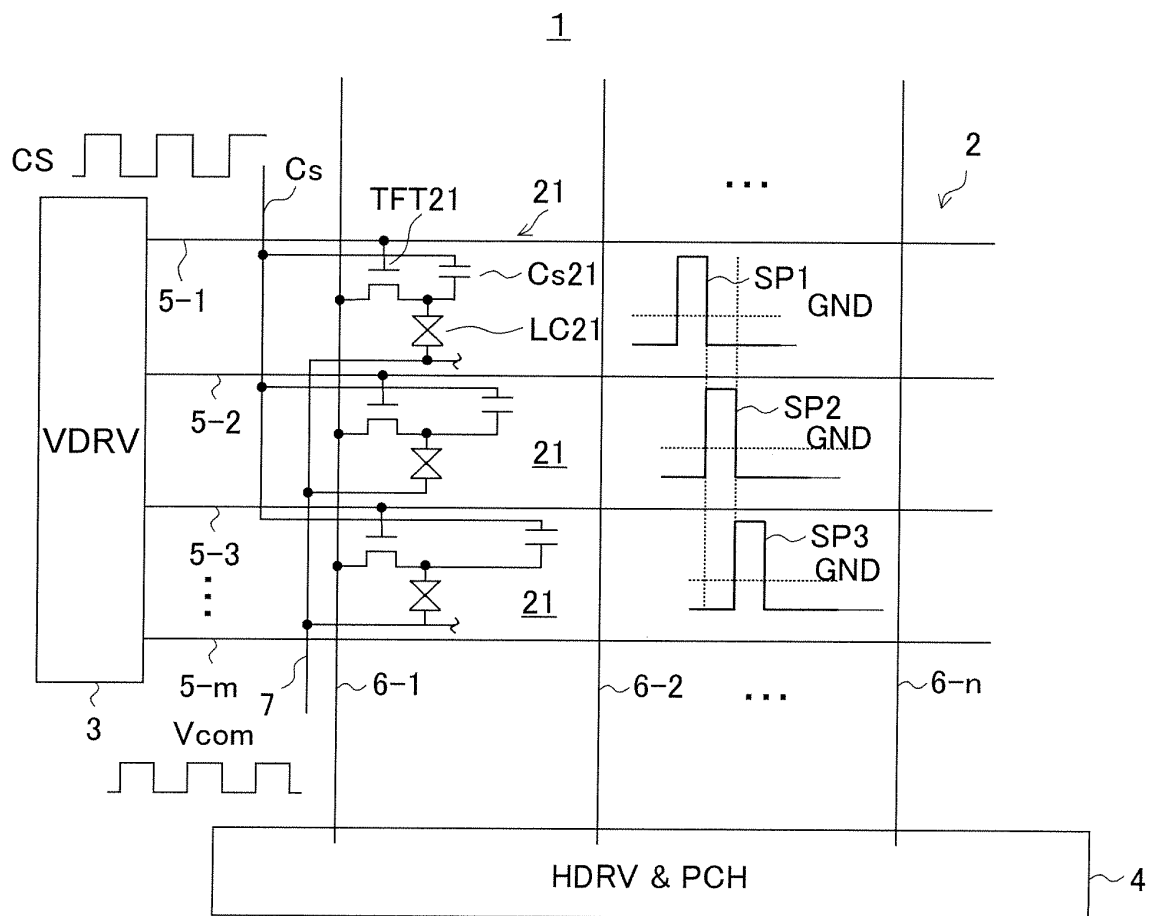 1
CS
Cs
TFT21
21
...
2
5-1
Cs21
LC21
SP1
GND
VDRV
5-2
21
SP2
GND
5-3
21
SP3
GND
5-m
3
7
6-1
6-2
...
6-n
Vcom
HDRV & PCH
4